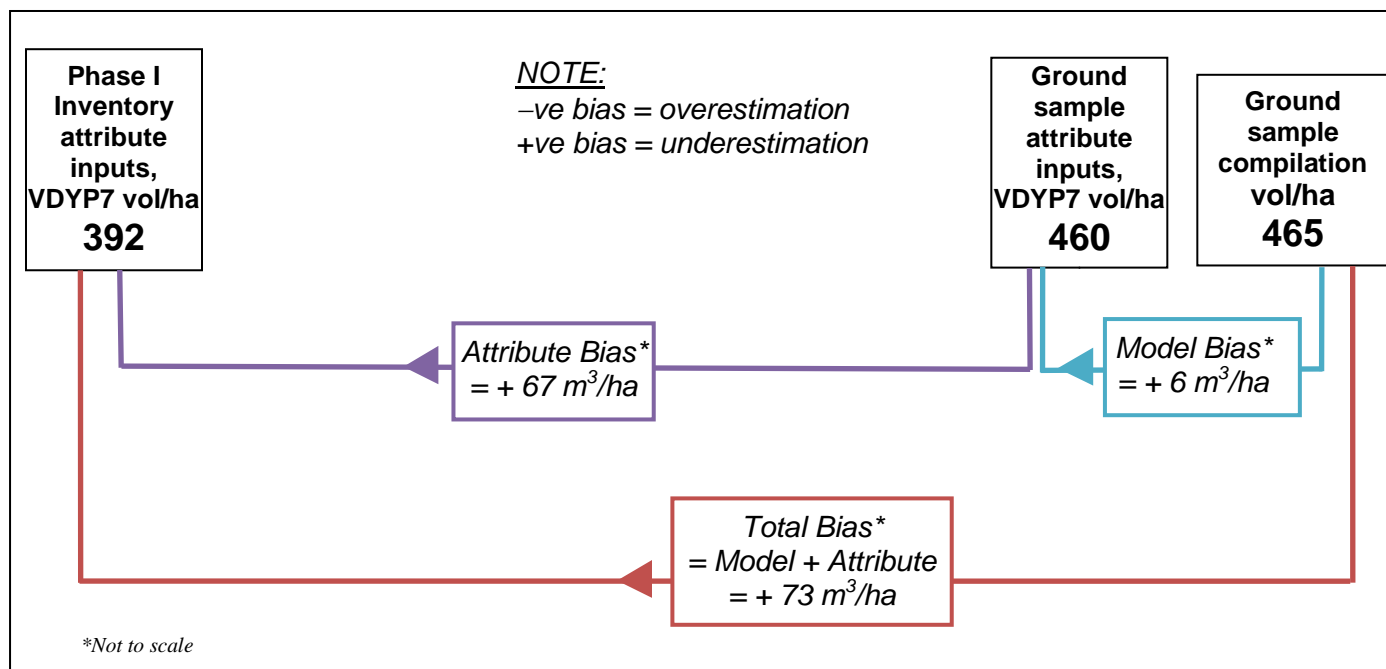 Phase I
Inventory
attribute
inputs,
VDYP7 vol/ha
392
NOTE:
−ve bias = overestimation
+ve bias = underestimation
Ground
sample
attribute
inputs,
VDYP7 vol/ha
460
Ground
sample
compilation
vol/ha
465
Attribute Bias*
= + 67 m³/ha
Model Bias*
= + 6 m³/ha
Total Bias*
= Model + Attribute
= + 73 m³/ha
*Not to scale